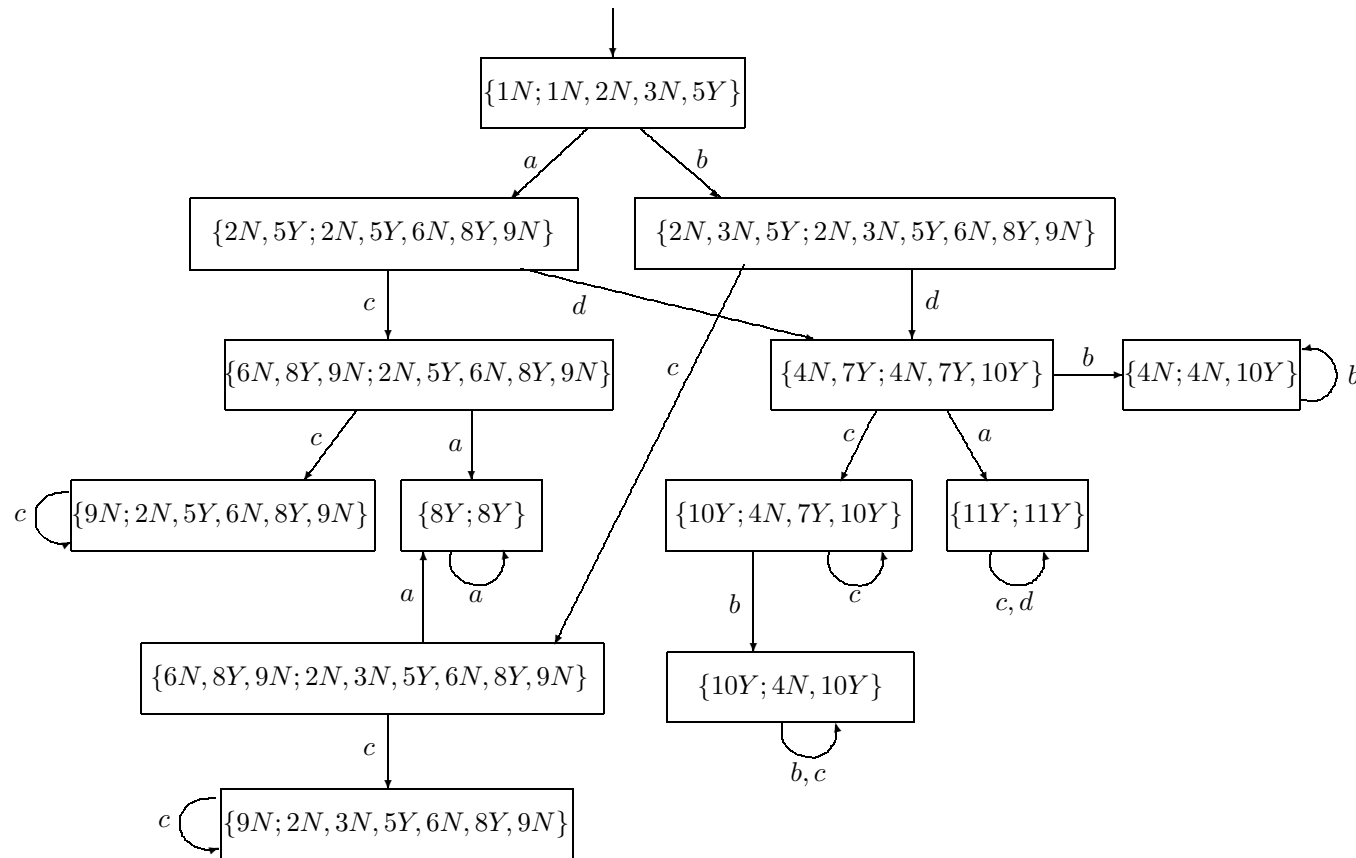 {1N; 1N, 2N, 3N, 5Y}
a
b
{2N, 5Y; 2N, 5Y, 6N, 8Y, 9N}
{2N, 3N, 5Y; 2N, 3N, 5Y, 6N, 8Y, 9N}
c
d
d
{6N, 8Y, 9N; 2N, 5Y, 6N, 8Y, 9N}
c
{4N, 7Y; 4N, 7Y, 10Y}
b
{4N; 4N, 10Y}
b
c
a
c
a
c
{9N; 2N, 5Y, 6N, 8Y, 9N}
{8Y; 8Y}
{10Y; 4N, 7Y, 10Y}
{11Y; 11Y}
a
a
b
c
c, d
{6N, 8Y, 9N; 2N, 3N, 5Y, 6N, 8Y, 9N}
{10Y; 4N, 10Y}
c
b, c
c
{9N; 2N, 3N, 5Y, 6N, 8Y, 9N}